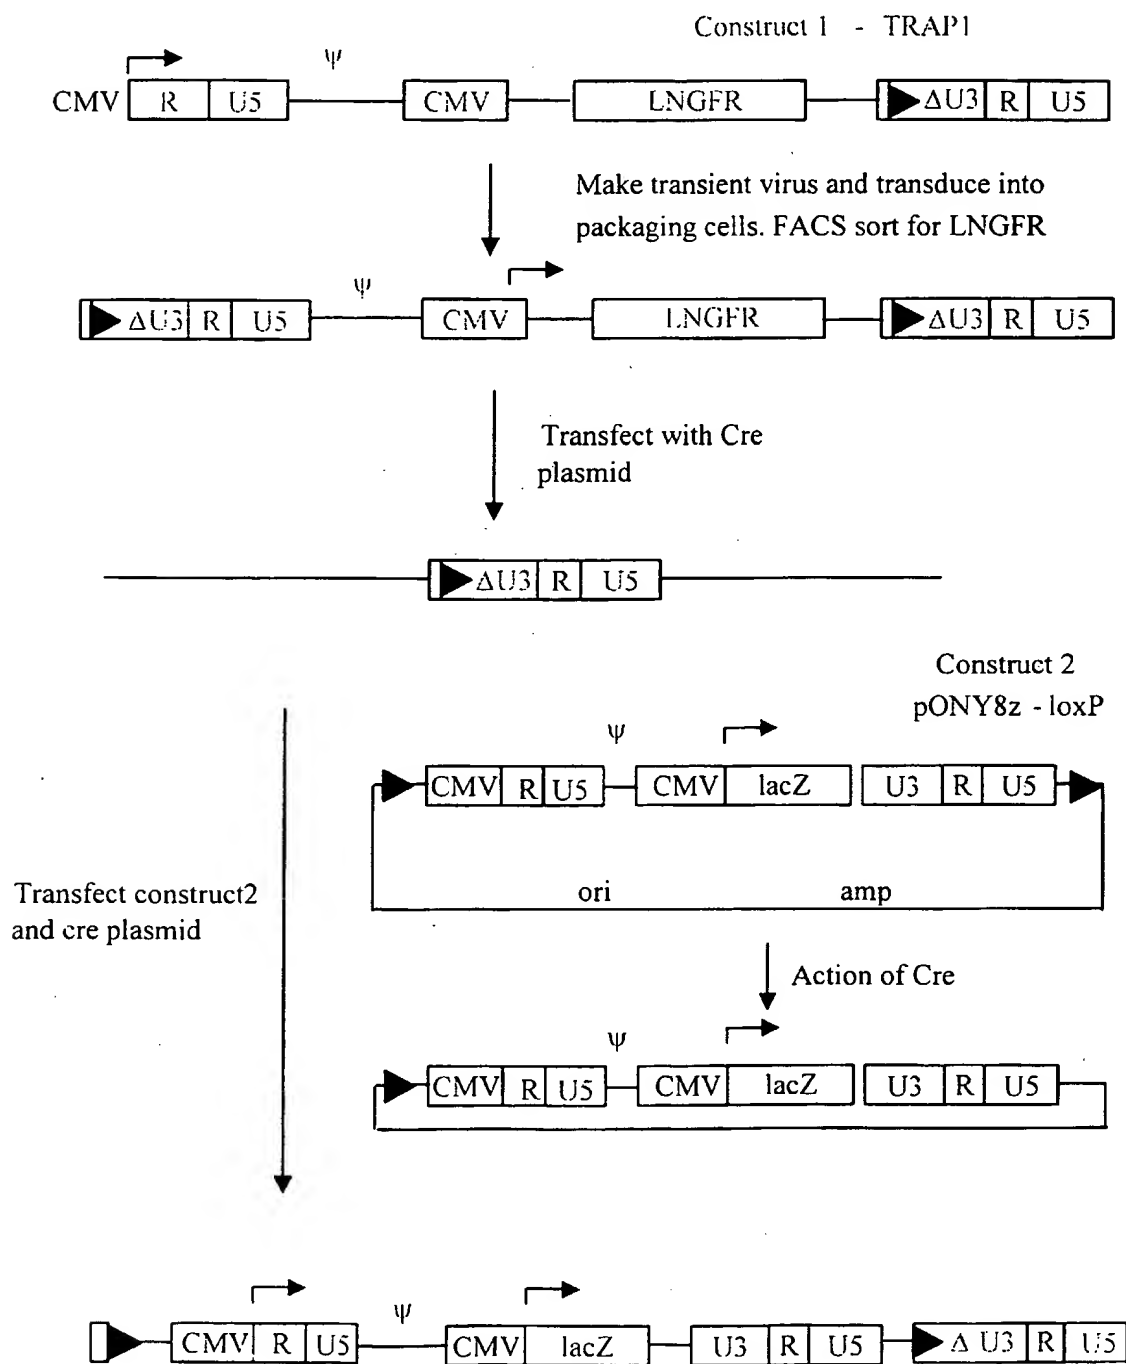 Construct 1 - TRAP1
ψ
CMV R U5 CMV LNGFR ΔU3 R U5
Make transient virus and transduce into
packaging cells. FACS sort for LNGFR
ψ
ΔU3 R U5 CMV LNGFR ΔU3 R U5
Transfect with Cre
plasmid
ΔU3 R U5
Construct 2
pONY8z - loxP
ψ
CMV R U5 CMV lacZ U3 R U5
ori amp
Transfect construct2
and cre plasmid
Action of Cre
ψ
CMV R U5 CMV lacZ U3 R U5
ψ
CMV R U5 CMV lacZ U3 R U5 Δ U3 R U5